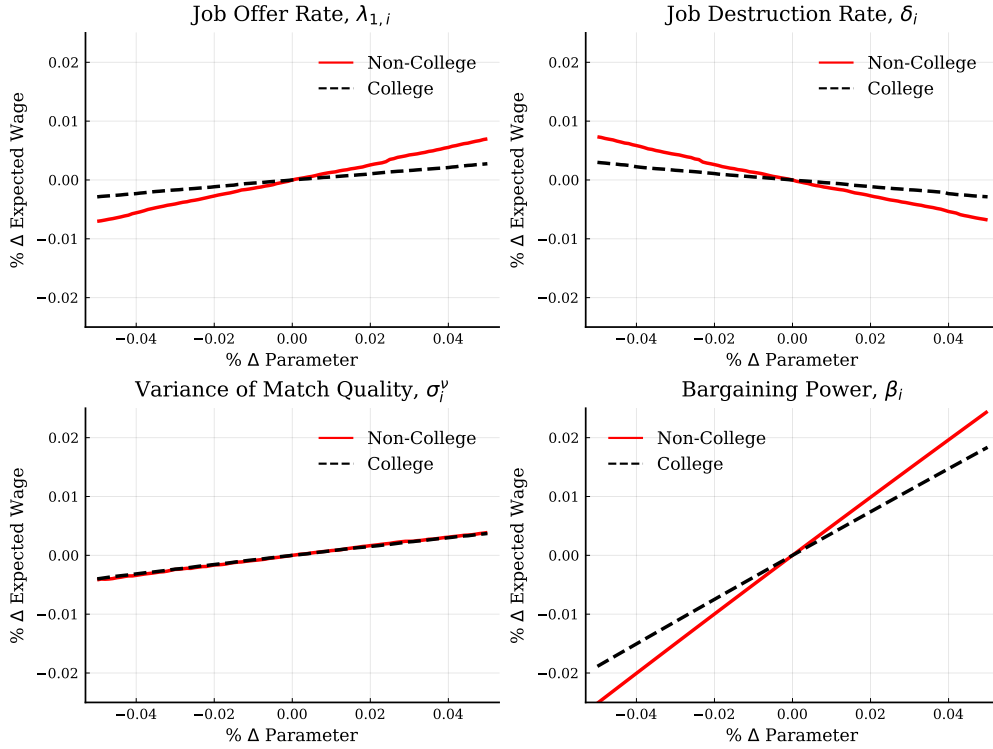 Job Offer Rate, λ₁,ᵢ
% Δ Expected Wage
0.02
0.01
0.00
−0.01
−0.02
Non-College
College
−0.04 −0.02 0.00 0.02 0.04
% Δ Parameter
Job Destruction Rate, δᵢ
% Δ Expected Wage
0.02
0.01
0.00
−0.01
−0.02
Non-College
College
−0.04 −0.02 0.00 0.02 0.04
% Δ Parameter
Variance of Match Quality, σᵢᵛ
% Δ Expected Wage
0.02
0.01
0.00
−0.01
−0.02
Non-College
College
−0.04 −0.02 0.00 0.02 0.04
% Δ Parameter
Bargaining Power, βᵢ
% Δ Expected Wage
0.02
0.01
0.00
−0.01
−0.02
Non-College
College
−0.04 −0.02 0.00 0.02 0.04
% Δ Parameter